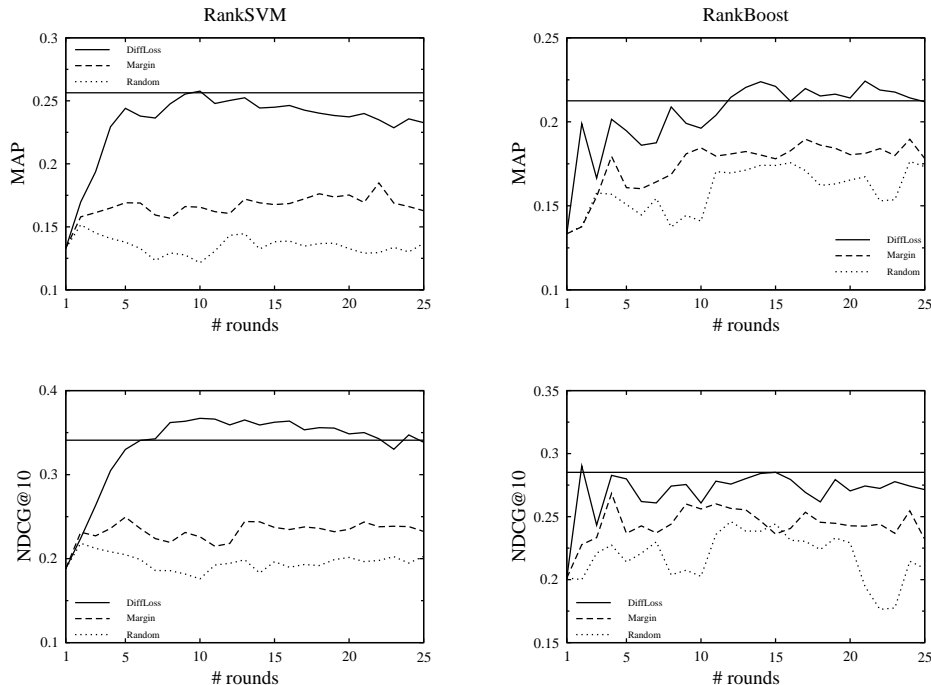 RankSVM
0.3
0.25
0.2
0.15
0.1
MAP
DiffLoss
Margin
Random
1 5 10 15 20 25
# rounds
RankBoost
0.25
0.2
0.15
0.1
MAP
DiffLoss
Margin
Random
1 5 10 15 20 25
# rounds
0.4
0.3
0.2
0.1
NDCG@10
DiffLoss
Margin
Random
1 5 10 15 20 25
# rounds
0.35
0.3
0.25
0.2
0.15
NDCG@10
DiffLoss
Margin
Random
1 5 10 15 20 25
# rounds